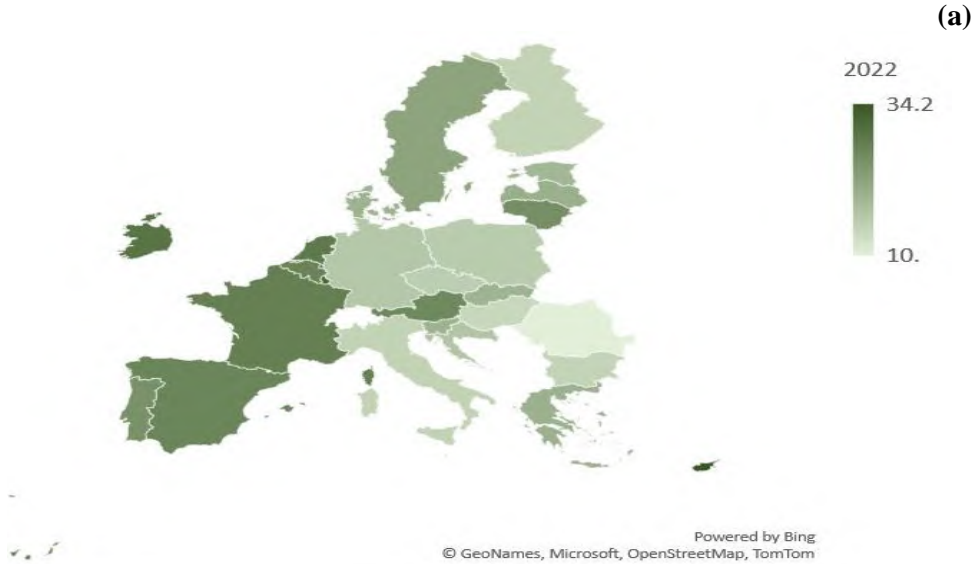 (a)
2022
34.2
10.
Powered by Bing
© GeoNames, Microsoft, OpenStreetMap, TomTom